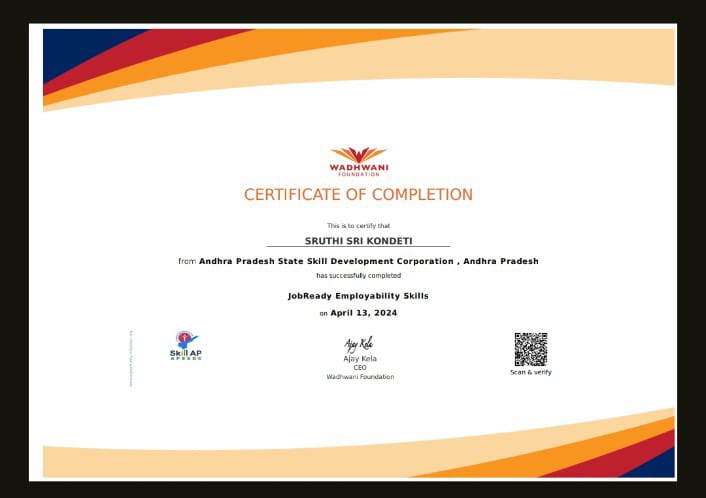 WADHWANI
FOUNDATION
CERTIFICATE OF COMPLETION
This is to certify that
SRUTHI SRI KONDETI
from Andhra Pradesh State Skill Development Corporation , Andhra Pradesh
has successfully completed
JobReady Employability Skills
on April 13, 2024
Skill AP
APSSDC
Ajay Kela
Ajay Kela
CEO
Wadhwani Foundation
Scan & verify